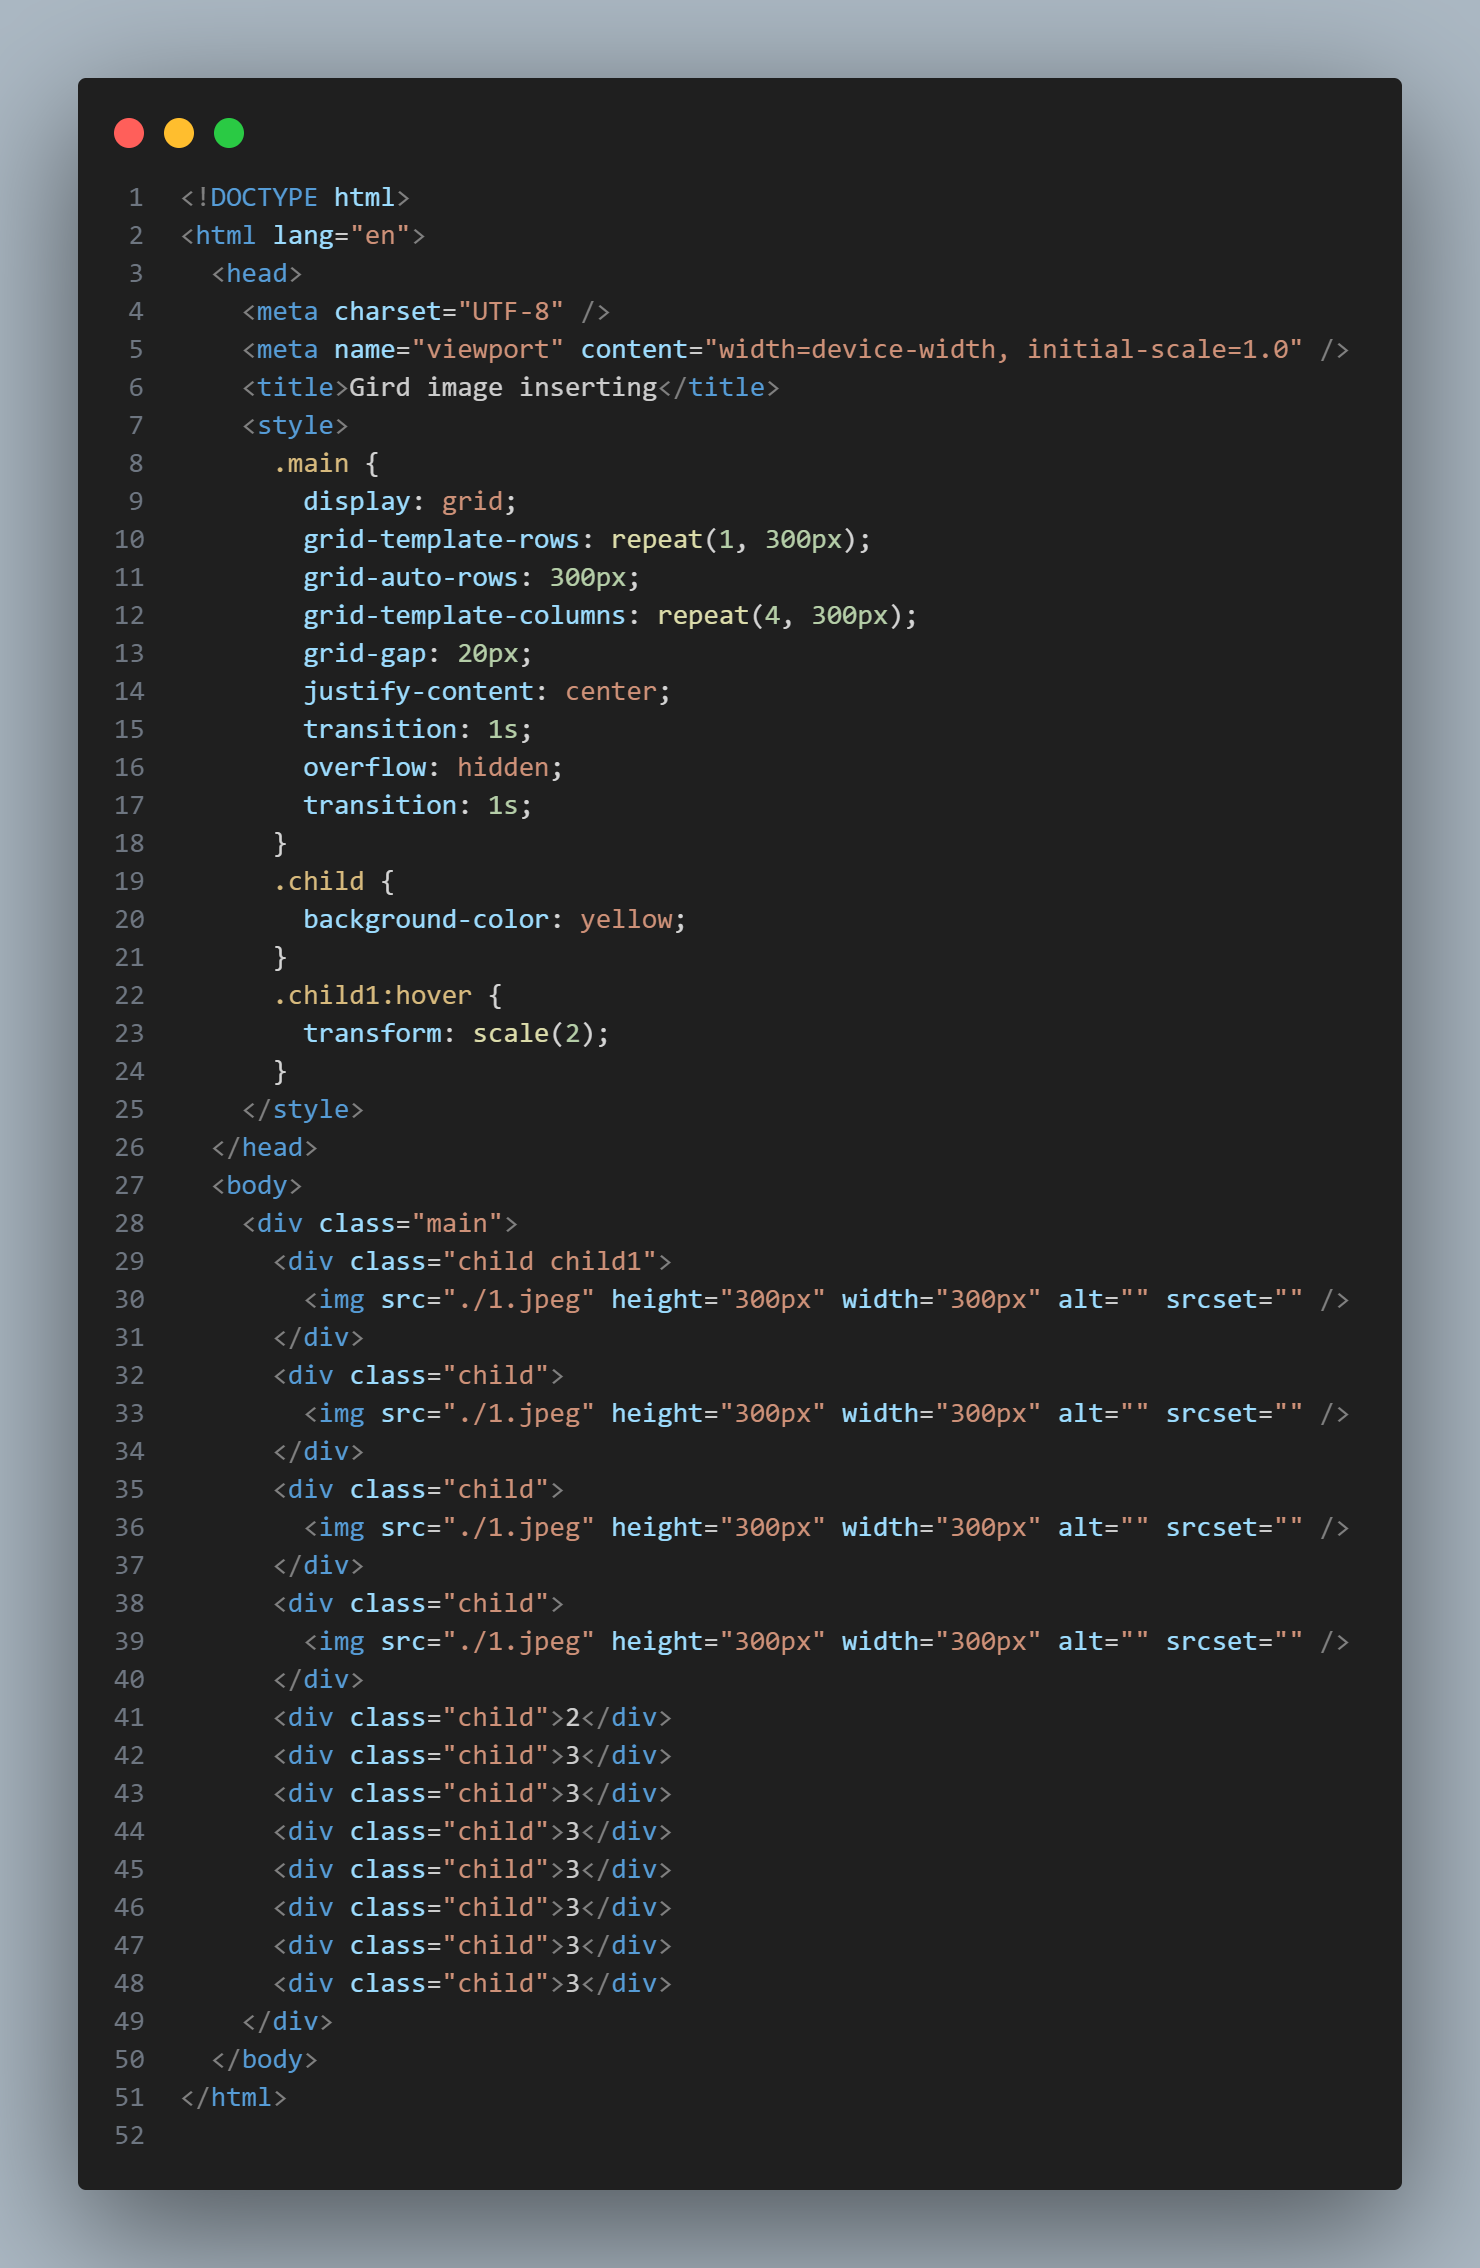 1 <!DOCTYPE html>
2 <html lang="en">
3   <head>
4     <meta charset="UTF-8" />
5     <meta name="viewport" content="width=device-width, initial-scale=1.0" />
6     <title>Gird image inserting</title>
7     <style>
8       .main {
9         display: grid;
10         grid-template-rows: repeat(1, 300px);
11         grid-auto-rows: 300px;
12         grid-template-columns: repeat(4, 300px);
13         grid-gap: 20px;
14         justify-content: center;
15         transition: 1s;
16         overflow: hidden;
17         transition: 1s;
18       }
19       .child {
20         background-color: yellow;
21       }
22       .child1:hover {
23         transform: scale(2);
24       }
25     </style>
26   </head>
27   <body>
28     <div class="main">
29       <div class="child child1">
30         <img src="./1.jpeg" height="300px" width="300px" alt="" srcset="" />
31       </div>
32       <div class="child">
33         <img src="./1.jpeg" height="300px" width="300px" alt="" srcset="" />
34       </div>
35       <div class="child">
36         <img src="./1.jpeg" height="300px" width="300px" alt="" srcset="" />
37       </div>
38       <div class="child">
39         <img src="./1.jpeg" height="300px" width="300px" alt="" srcset="" />
40       </div>
41       <div class="child">2</div>
42       <div class="child">3</div>
43       <div class="child">3</div>
44       <div class="child">3</div>
45       <div class="child">3</div>
46       <div class="child">3</div>
47       <div class="child">3</div>
48       <div class="child">3</div>
49     </div>
50   </body>
51 </html>
52